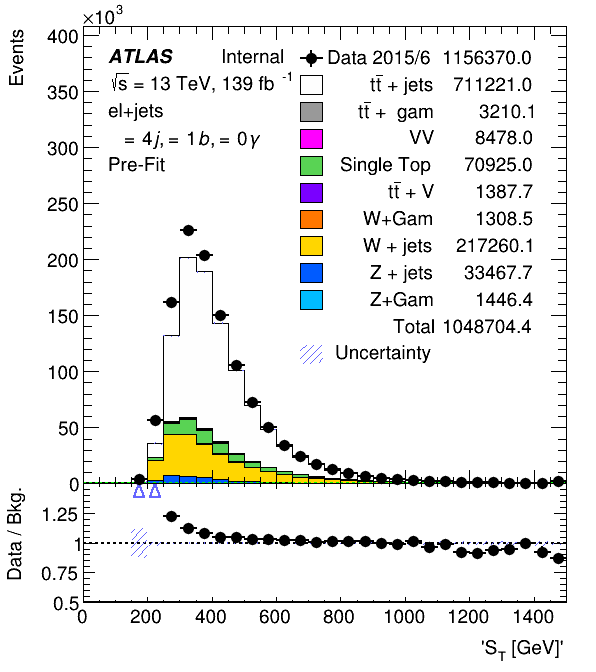 ×10³
Events
400
350
300
250
200
150
100
50
0
ATLAS Internal
√s = 13 TeV, 139 fb⁻¹
el+jets
= 4j, = 1b, = 0γ
Pre-Fit
Data 2015/6 1156370.0
tt̄ + jets 711221.0
tt̄ + gam 3210.1
VV 8478.0
Single Top 70925.0
tt̄ + V 1387.7
W+Gam 1308.5
W + jets 217260.1
Z + jets 33467.7
Z+Gam 1446.4
Total 1048704.4
Uncertainty
Data / Bkg.
1.25
1
0.75
0.5
0 200 400 600 800 1000 1200 1400
'S_T [GeV]'